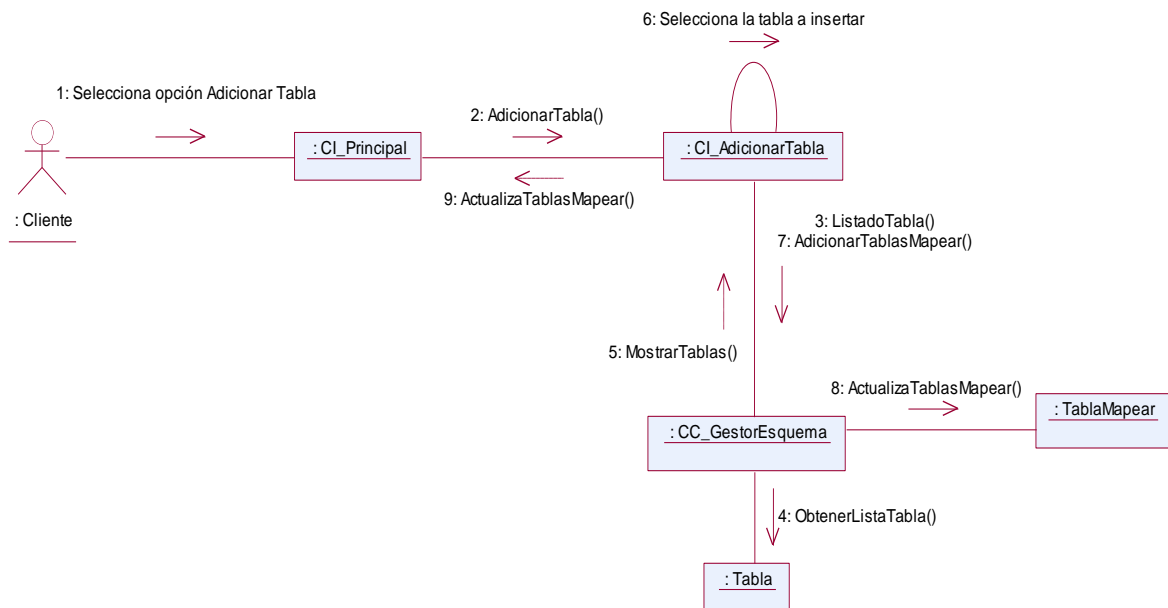 6: Selecciona la tabla a insertar
1: Selecciona opción Adicionar Tabla
2: AdicionarTabla()
: CI_Principal
: CI_AdicionarTabla
9: ActualizaTablasMapear()
: Cliente
3: ListadoTabla()
7: AdicionarTablasMapear()
5: MostrarTablas()
8: ActualizaTablasMapear()
: TablaMapear
: CC_GestorEsquema
4: ObtenerListaTabla()
: Tabla